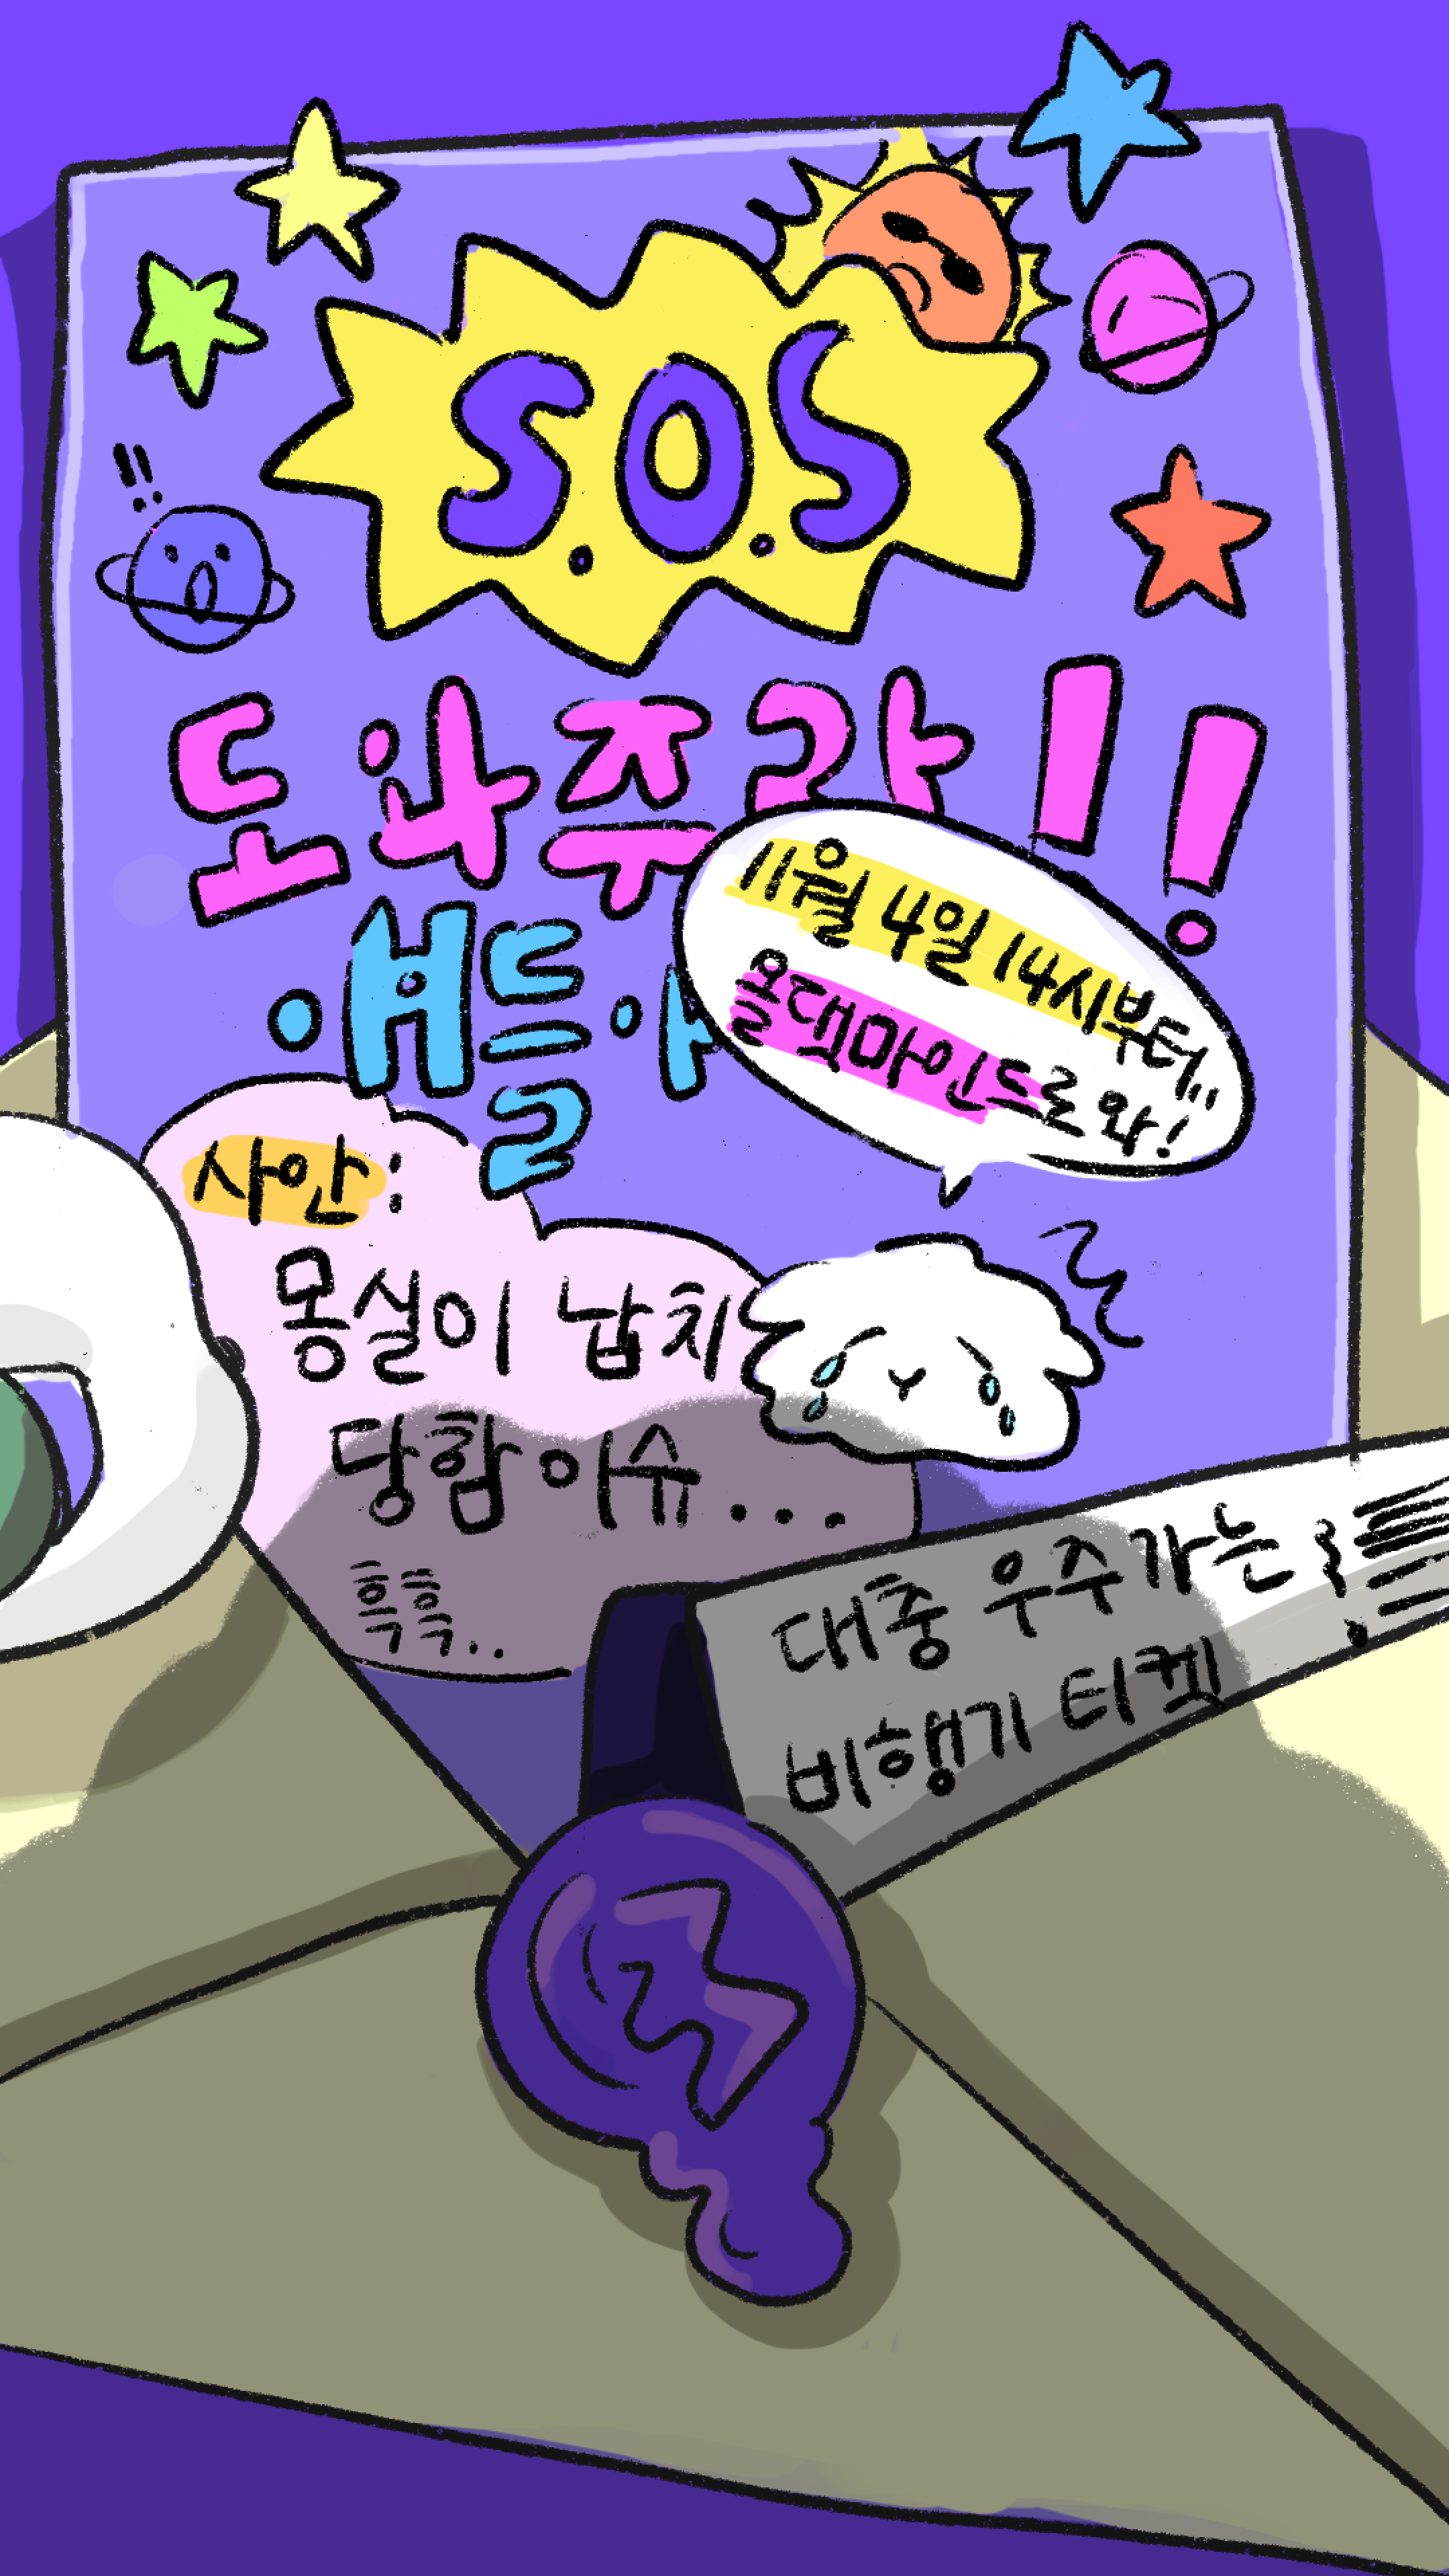 S.O.S
!!
도와주라!!
얘들아
11월 4일 14시부터!!
올댓마인드로 와!
사안:
몽실이 납치
당함 이슈...
흑흑..
대충 우주 가는
비행기 티켓